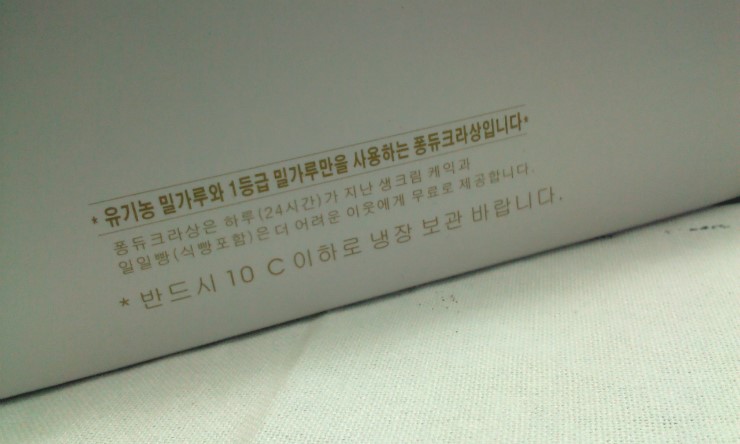 * 유기농 밀가루와 1등급 밀가루만을 사용하는 퐁듀크라상입니다*
퐁듀크라상은 하루(24시간)가 지난 생크림 케익과
일일빵(식빵포함)은 더 어려운 이웃에게 무료로 제공합니다.
* 반드시 10 C 이하로 냉장 보관 바랍니다.